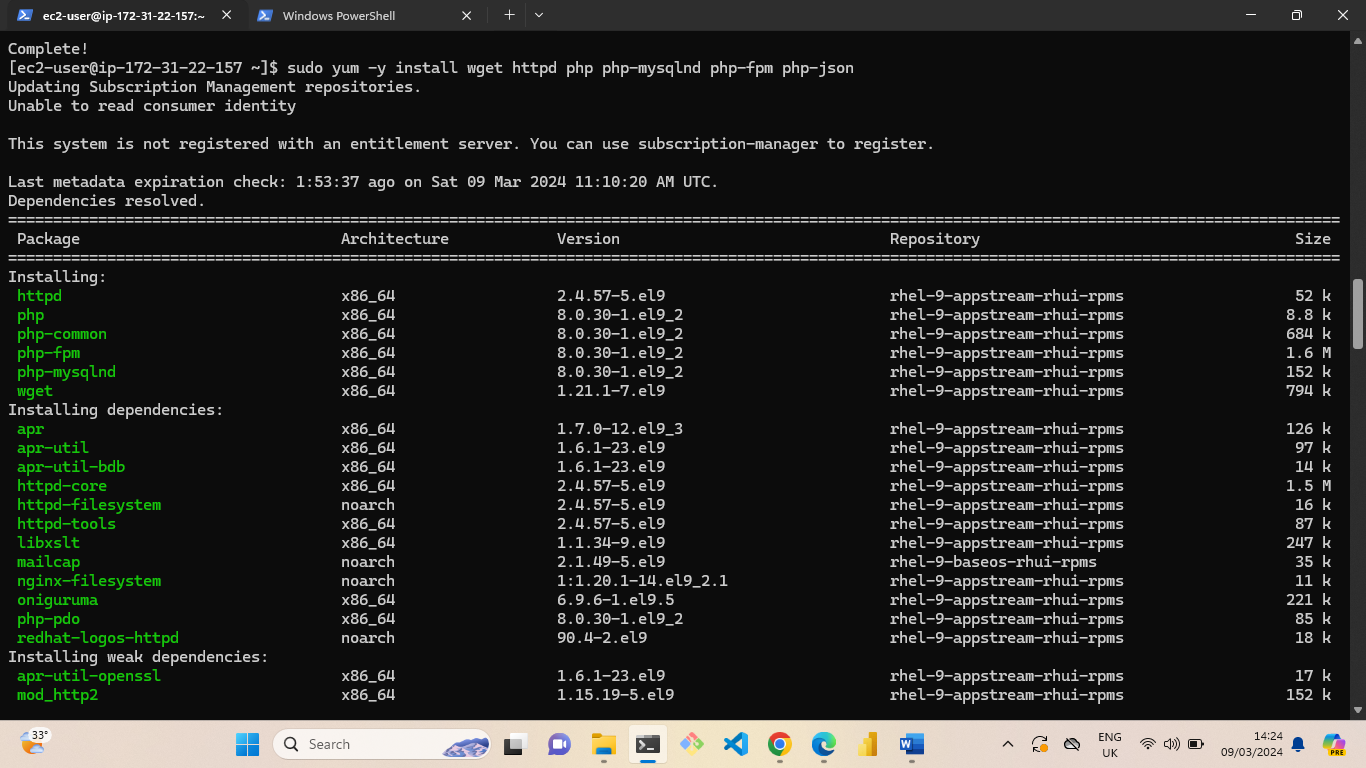 ec2-user@ip-172-31-22-157:~
Windows PowerShell
Complete!
[ec2-user@ip-172-31-22-157 ~]$ sudo yum -y install wget httpd php php-mysqlnd php-fpm php-json
Updating Subscription Management repositories.
Unable to read consumer identity
This system is not registered with an entitlement server. You can use subscription-manager to register.
Last metadata expiration check: 1:53:37 ago on Sat 09 Mar 2024 11:10:20 AM UTC.
Dependencies resolved.
Package Architecture Version Repository Size
Installing:
httpd x86_64 2.4.57-5.el9 rhel-9-appstream-rhui-rpms 52 k
php x86_64 8.0.30-1.el9_2 rhel-9-appstream-rhui-rpms 8.8 k
php-common x86_64 8.0.30-1.el9_2 rhel-9-appstream-rhui-rpms 684 k
php-fpm x86_64 8.0.30-1.el9_2 rhel-9-appstream-rhui-rpms 1.6 M
php-mysqlnd x86_64 8.0.30-1.el9_2 rhel-9-appstream-rhui-rpms 152 k
wget x86_64 1.21.1-7.el9 rhel-9-appstream-rhui-rpms 794 k
Installing dependencies:
apr x86_64 1.7.0-12.el9_3 rhel-9-appstream-rhui-rpms 126 k
apr-util x86_64 1.6.1-23.el9 rhel-9-appstream-rhui-rpms 97 k
apr-util-bdb x86_64 1.6.1-23.el9 rhel-9-appstream-rhui-rpms 14 k
httpd-core x86_64 2.4.57-5.el9 rhel-9-appstream-rhui-rpms 1.5 M
httpd-filesystem noarch 2.4.57-5.el9 rhel-9-appstream-rhui-rpms 16 k
httpd-tools x86_64 2.4.57-5.el9 rhel-9-appstream-rhui-rpms 87 k
libxslt x86_64 1.1.34-9.el9 rhel-9-appstream-rhui-rpms 247 k
mailcap noarch 2.1.49-5.el9 rhel-9-baseos-rhui-rpms 35 k
nginx-filesystem noarch 1:1.20.1-14.el9_2.1 rhel-9-appstream-rhui-rpms 11 k
oniguruma x86_64 6.9.6-1.el9.5 rhel-9-appstream-rhui-rpms 221 k
php-pdo x86_64 8.0.30-1.el9_2 rhel-9-appstream-rhui-rpms 85 k
redhat-logos-httpd noarch 90.4-2.el9 rhel-9-appstream-rhui-rpms 18 k
Installing weak dependencies:
apr-util-openssl x86_64 1.6.1-23.el9 rhel-9-appstream-rhui-rpms 17 k
mod_http2 x86_64 1.15.19-5.el9 rhel-9-appstream-rhui-rpms 152 k
33°
Search
ENG
UK
14:24
09/03/2024
PRE